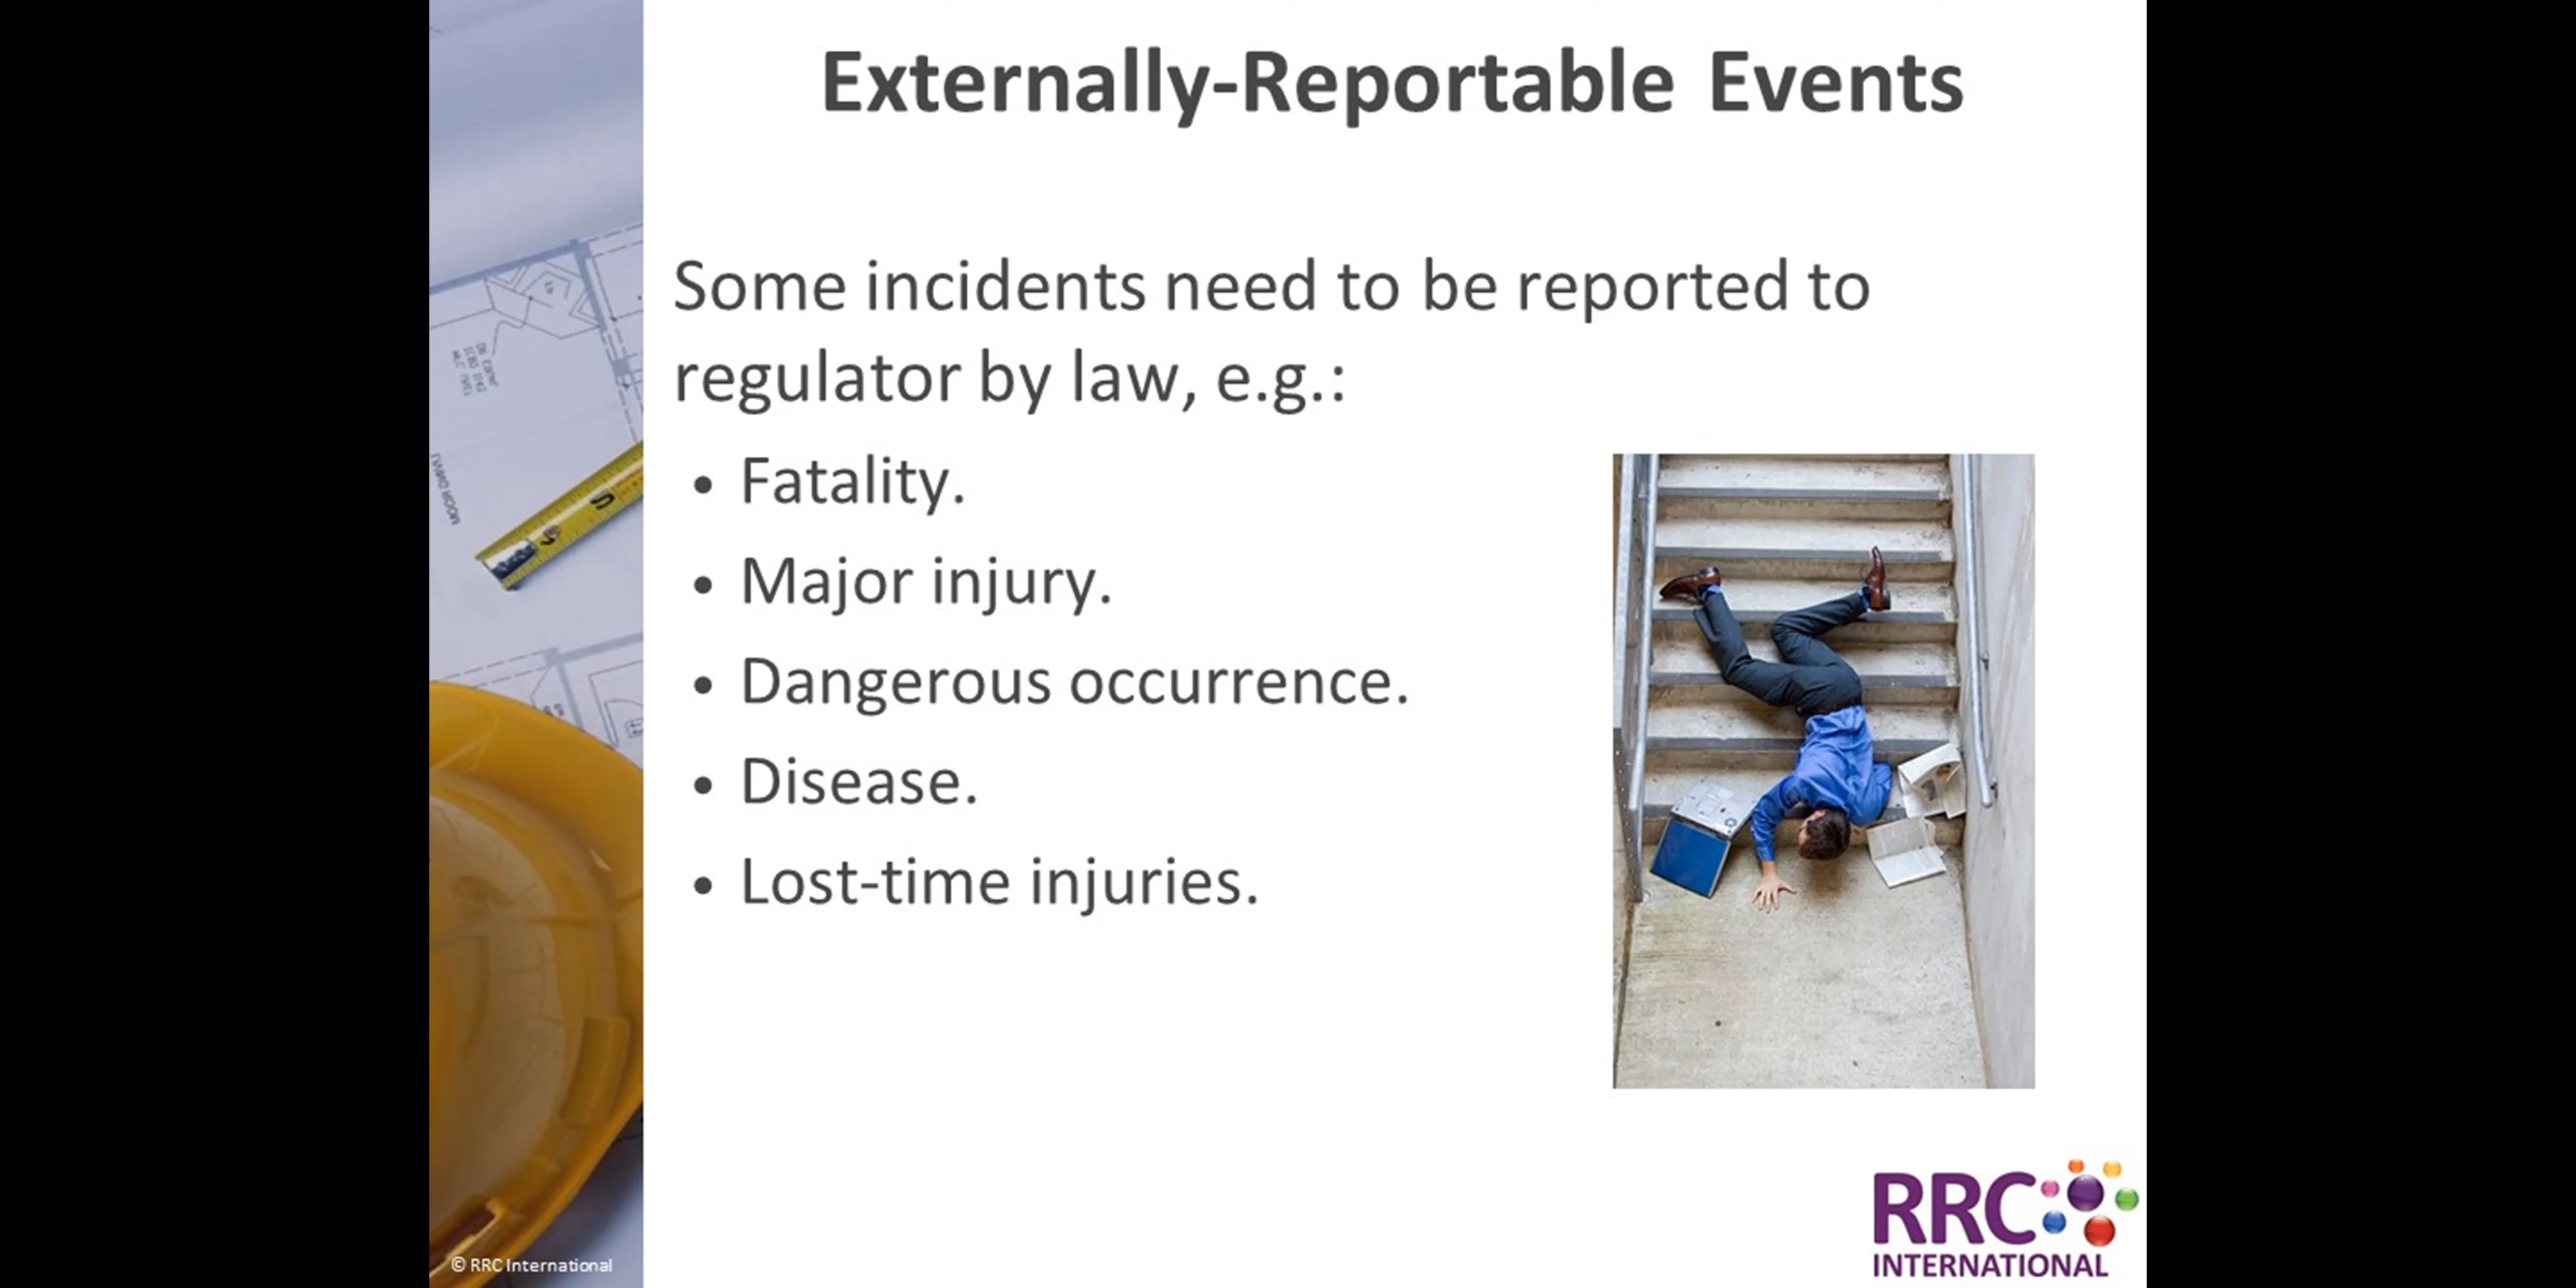 Externally-Reportable Events
Some incidents need to be reported to
regulator by law, e.g.:
• Fatality.
• Major injury.
• Dangerous occurrence.
• Disease.
• Lost-time injuries.
© RRC International
RRC
INTERNATIONAL